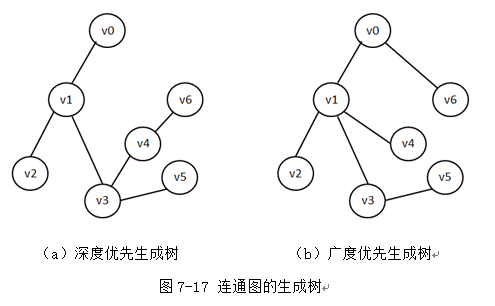 v0
v0
v1
v6
v1
v6
v4
v4
v2
v5
v2
v5
v3
v3
（a）深度优先生成树
（b）广度优先生成树
图7-17 连通图的生成树